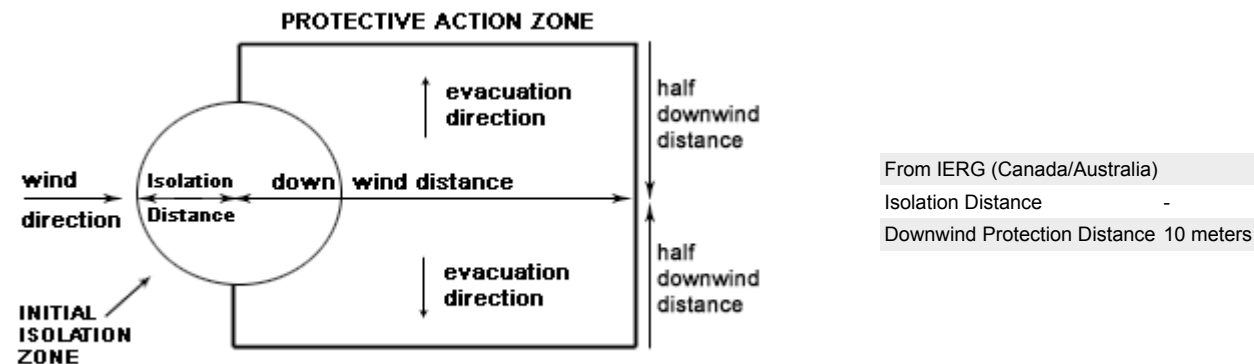 PROTECTIVE ACTION ZONE
evacuation
direction
half
downwind
distance
wind
direction
Isolation
Distance
down wind distance
evacuation
direction
half
downwind
distance
INITIAL
ISOLATION
ZONE
From IERG (Canada/Australia)
Isolation Distance -
Downwind Protection Distance 10 meters